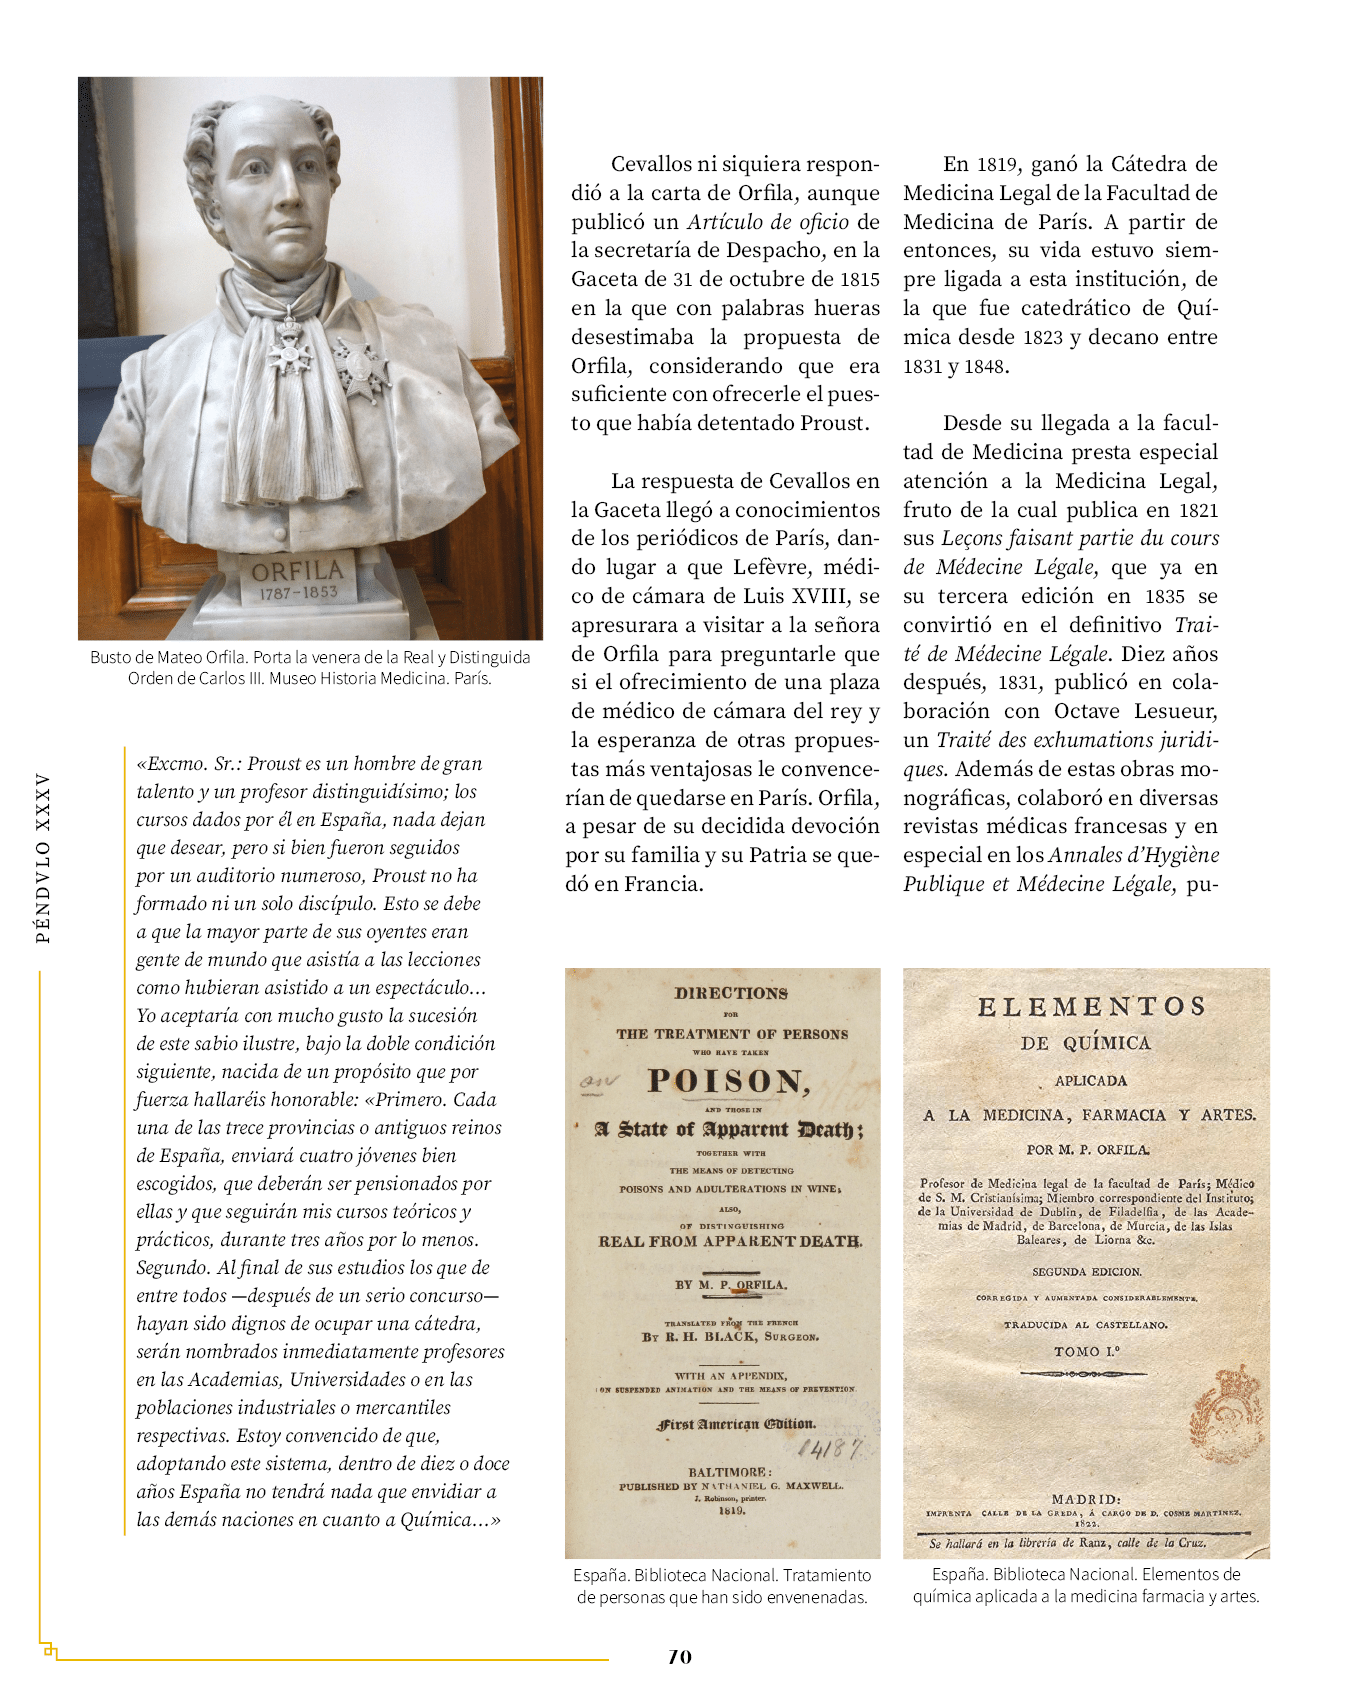 ORFILA
1787-1853
Busto de Mateo Orfila. Porta la venera de la Real y Distinguida
Orden de Carlos III. Museo Historia Medicina. París.
PÉNDVLO XXXV
«Excmo. Sr.: Proust es un hombre de gran
talento y un profesor distinguidísimo; los
cursos dados por él en España, nada dejan
que desear, pero si bien fueron seguidos
por un auditorio numeroso, Proust no ha
formado ni un solo discípulo. Esto se debe
a que la mayor parte de sus oyentes eran
gente de mundo que asistía a las lecciones
como hubieran asistido a un espectáculo…
Yo aceptaría con mucho gusto la sucesión
de este sabio ilustre, bajo la doble condición
siguiente, nacida de un propósito que por
fuerza hallaréis honorable: «Primero. Cada
una de las trece provincias o antiguos reinos
de España, enviará cuatro jóvenes bien
escogidos, que deberán ser pensionados por
ellas y que seguirán mis cursos teóricos y
prácticos, durante tres años por lo menos.
Segundo. Al final de sus estudios los que de
entre todos —después de un serio concurso—
hayan sido dignos de ocupar una cátedra,
serán nombrados inmediatamente profesores
en las Academias, Universidades o en las
poblaciones industriales o mercantiles
respectivas. Estoy convencido de que,
adoptando este sistema, dentro de diez o doce
años España no tendrá nada que envidiar a
las demás naciones en cuanto a Química…»
Cevallos ni siquiera respon-
dió a la carta de Orfila, aunque
publicó un Artículo de oficio de
la secretaría de Despacho, en la
Gaceta de 31 de octubre de 1815
en la que con palabras hueras
desestimaba la propuesta de
Orfila, considerando que era
suficiente con ofrecerle el pues-
to que había detentado Proust.
La respuesta de Cevallos en
la Gaceta llegó a conocimientos
de los periódicos de París, dan-
do lugar a que Lefèvre, médi-
co de cámara de Luis XVIII, se
apresurara a visitar a la señora
de Orfila para preguntarle que
si el ofrecimiento de una plaza
de médico de cámara del rey y
la esperanza de otras propues-
tas más ventajosas le convence-
rían de quedarse en París. Orfila,
a pesar de su decidida devoción
por su familia y su Patria se que-
dó en Francia.
En 1819, ganó la Cátedra de
Medicina Legal de la Facultad de
Medicina de París. A partir de
entonces, su vida estuvo siem-
pre ligada a esta institución, de
la que fue catedrático de Quí-
mica desde 1823 y decano entre
1831 y 1848.
Desde su llegada a la facul-
tad de Medicina presta especial
atención a la Medicina Legal,
fruto de la cual publica en 1821
sus Leçons faisant partie du cours
de Médecine Légale, que ya en
su tercera edición en 1835 se
convirtió en el definitivo Trai-
té de Médecine Légale. Diez años
después, 1831, publicó en cola-
boración con Octave Lesueur,
un Traité des exhumations juridi-
ques. Además de estas obras mo-
nográficas, colaboró en diversas
revistas médicas francesas y en
especial en los Annales d’Hygiène
Publique et Médecine Légale, pu-
DIRECTIONS
FOR
THE TREATMENT OF PERSONS
WHO HAVE TAKEN
on
POISON,
AND THOSE IN
A State of Apparent Death;
TOGETHER WITH
THE MEANS OF DETECTING
POISONS AND ADULTERATIONS IN WINE;
ALSO,
OF DISTINGUISHING
REAL FROM APPARENT DEATH.
BY M. P. ORFILA.
TRANSLATED FROM THE FRENCH
BY R. H. BLACK, SURGEON.
WITH AN APPENDIX,
ON SUSPENDED ANIMATION AND THE MEANS OF PREVENTION.
First American Edition.
14187
BALTIMORE:
PUBLISHED BY NATHANIEL G. MAXWELL.
J. Robinson, printer.
1819.
España. Biblioteca Nacional. Tratamiento
de personas que han sido envenenadas.
ELEMENTOS
DE QUÍMICA
APLICADA
A LA MEDICINA, FARMACIA Y ARTES.
POR M. P. ORFILA.
Profesor de Medicina legal de la facultad de París; Médico
de S. M. Cristianísima; Miembro correspondiente del Instituto;
de la Universidad de Dublin, de Filadelfia, de las Acade-
mias de Madrid, de Barcelona, de Murcia, de las Islas
Baleares, de Liorna &c.
SEGUNDA EDICION.
CORREGIDA Y AUMENTADA CONSIDERABLEMENTE.
TRADUCIDA AL CASTELLANO.
TOMO I.º
MADRID:
IMPRENTA CALLE DE LA GREDA, Á CARGO DE D. COSME MARTINEZ.
1822.
Se hallará en la librería de Ranz, calle de la Cruz.
España. Biblioteca Nacional. Elementos de
química aplicada a la medicina farmacia y artes.
70